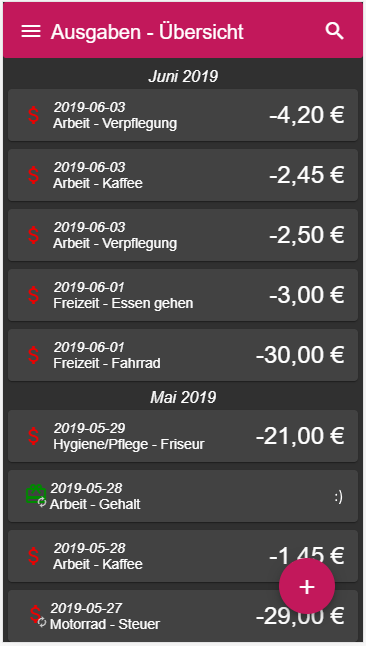 Ausgaben - Übersicht
Juni 2019
2019-06-03
Arbeit - Verpflegung
-4,20 €
2019-06-03
Arbeit - Kaffee
-2,45 €
2019-06-03
Arbeit - Verpflegung
-2,50 €
2019-06-01
Freizeit - Essen gehen
-3,00 €
2019-06-01
Freizeit - Fahrrad
-30,00 €
Mai 2019
2019-05-29
Hygiene/Pflege - Friseur
-21,00 €
2019-05-28
Arbeit - Gehalt
:)
2019-05-28
Arbeit - Kaffee
-1,45 €
2019-05-27
Motorrad - Steuer
-29,00 €
+